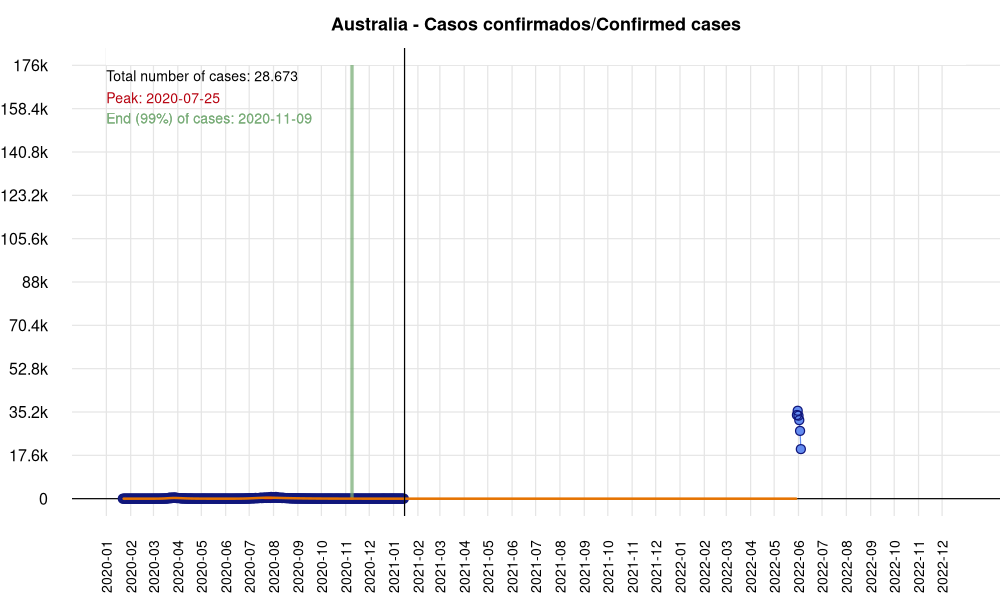 Australia - Casos confirmados/Confirmed cases
176k
158.4k
140.8k
123.2k
105.6k
88k
70.4k
52.8k
35.2k
17.6k
0
Total number of cases: 28.673
Peak: 2020-07-25
End (99%) of cases: 2020-11-09
2020-01
2020-02
2020-03
2020-04
2020-05
2020-06
2020-07
2020-08
2020-09
2020-10
2020-11
2020-12
2021-01
2021-02
2021-03
2021-04
2021-05
2021-06
2021-07
2021-08
2021-09
2021-10
2021-11
2021-12
2022-01
2022-02
2022-03
2022-04
2022-05
2022-06
2022-07
2022-08
2022-09
2022-10
2022-11
2022-12